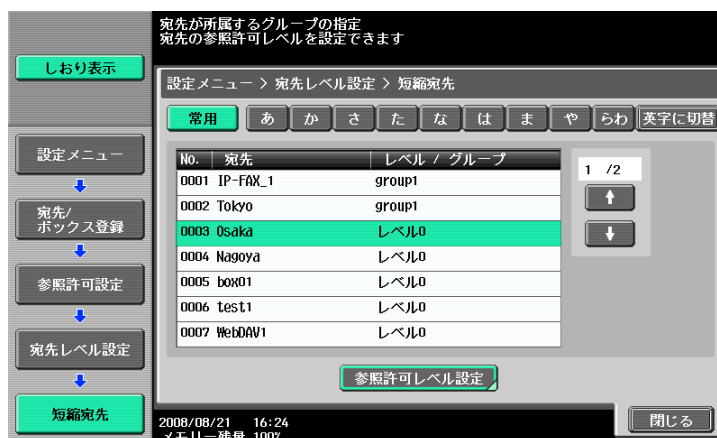 宛先が所属するグループの指定
宛先の参照許可レベルを設定できます
しおり表示
設定メニュー > 宛先レベル設定 > 短縮宛先
常用 あ か さ た な は ま や らわ 英字に切替
設定メニュー
宛先/
ボックス登録
参照許可設定
宛先レベル設定
短縮宛先
No. 宛先 レベル / グループ
0001 IP-FAX_1 group1
0002 Tokyo group1
0003 Osaka レベル0
0004 Nagoya レベル0
0005 box01 レベル0
0006 test1 レベル0
0007 WebDAV1 レベル0
1 /2
参照許可レベル設定
2008/08/21 16:24
メモリー残量 100%
閉じる